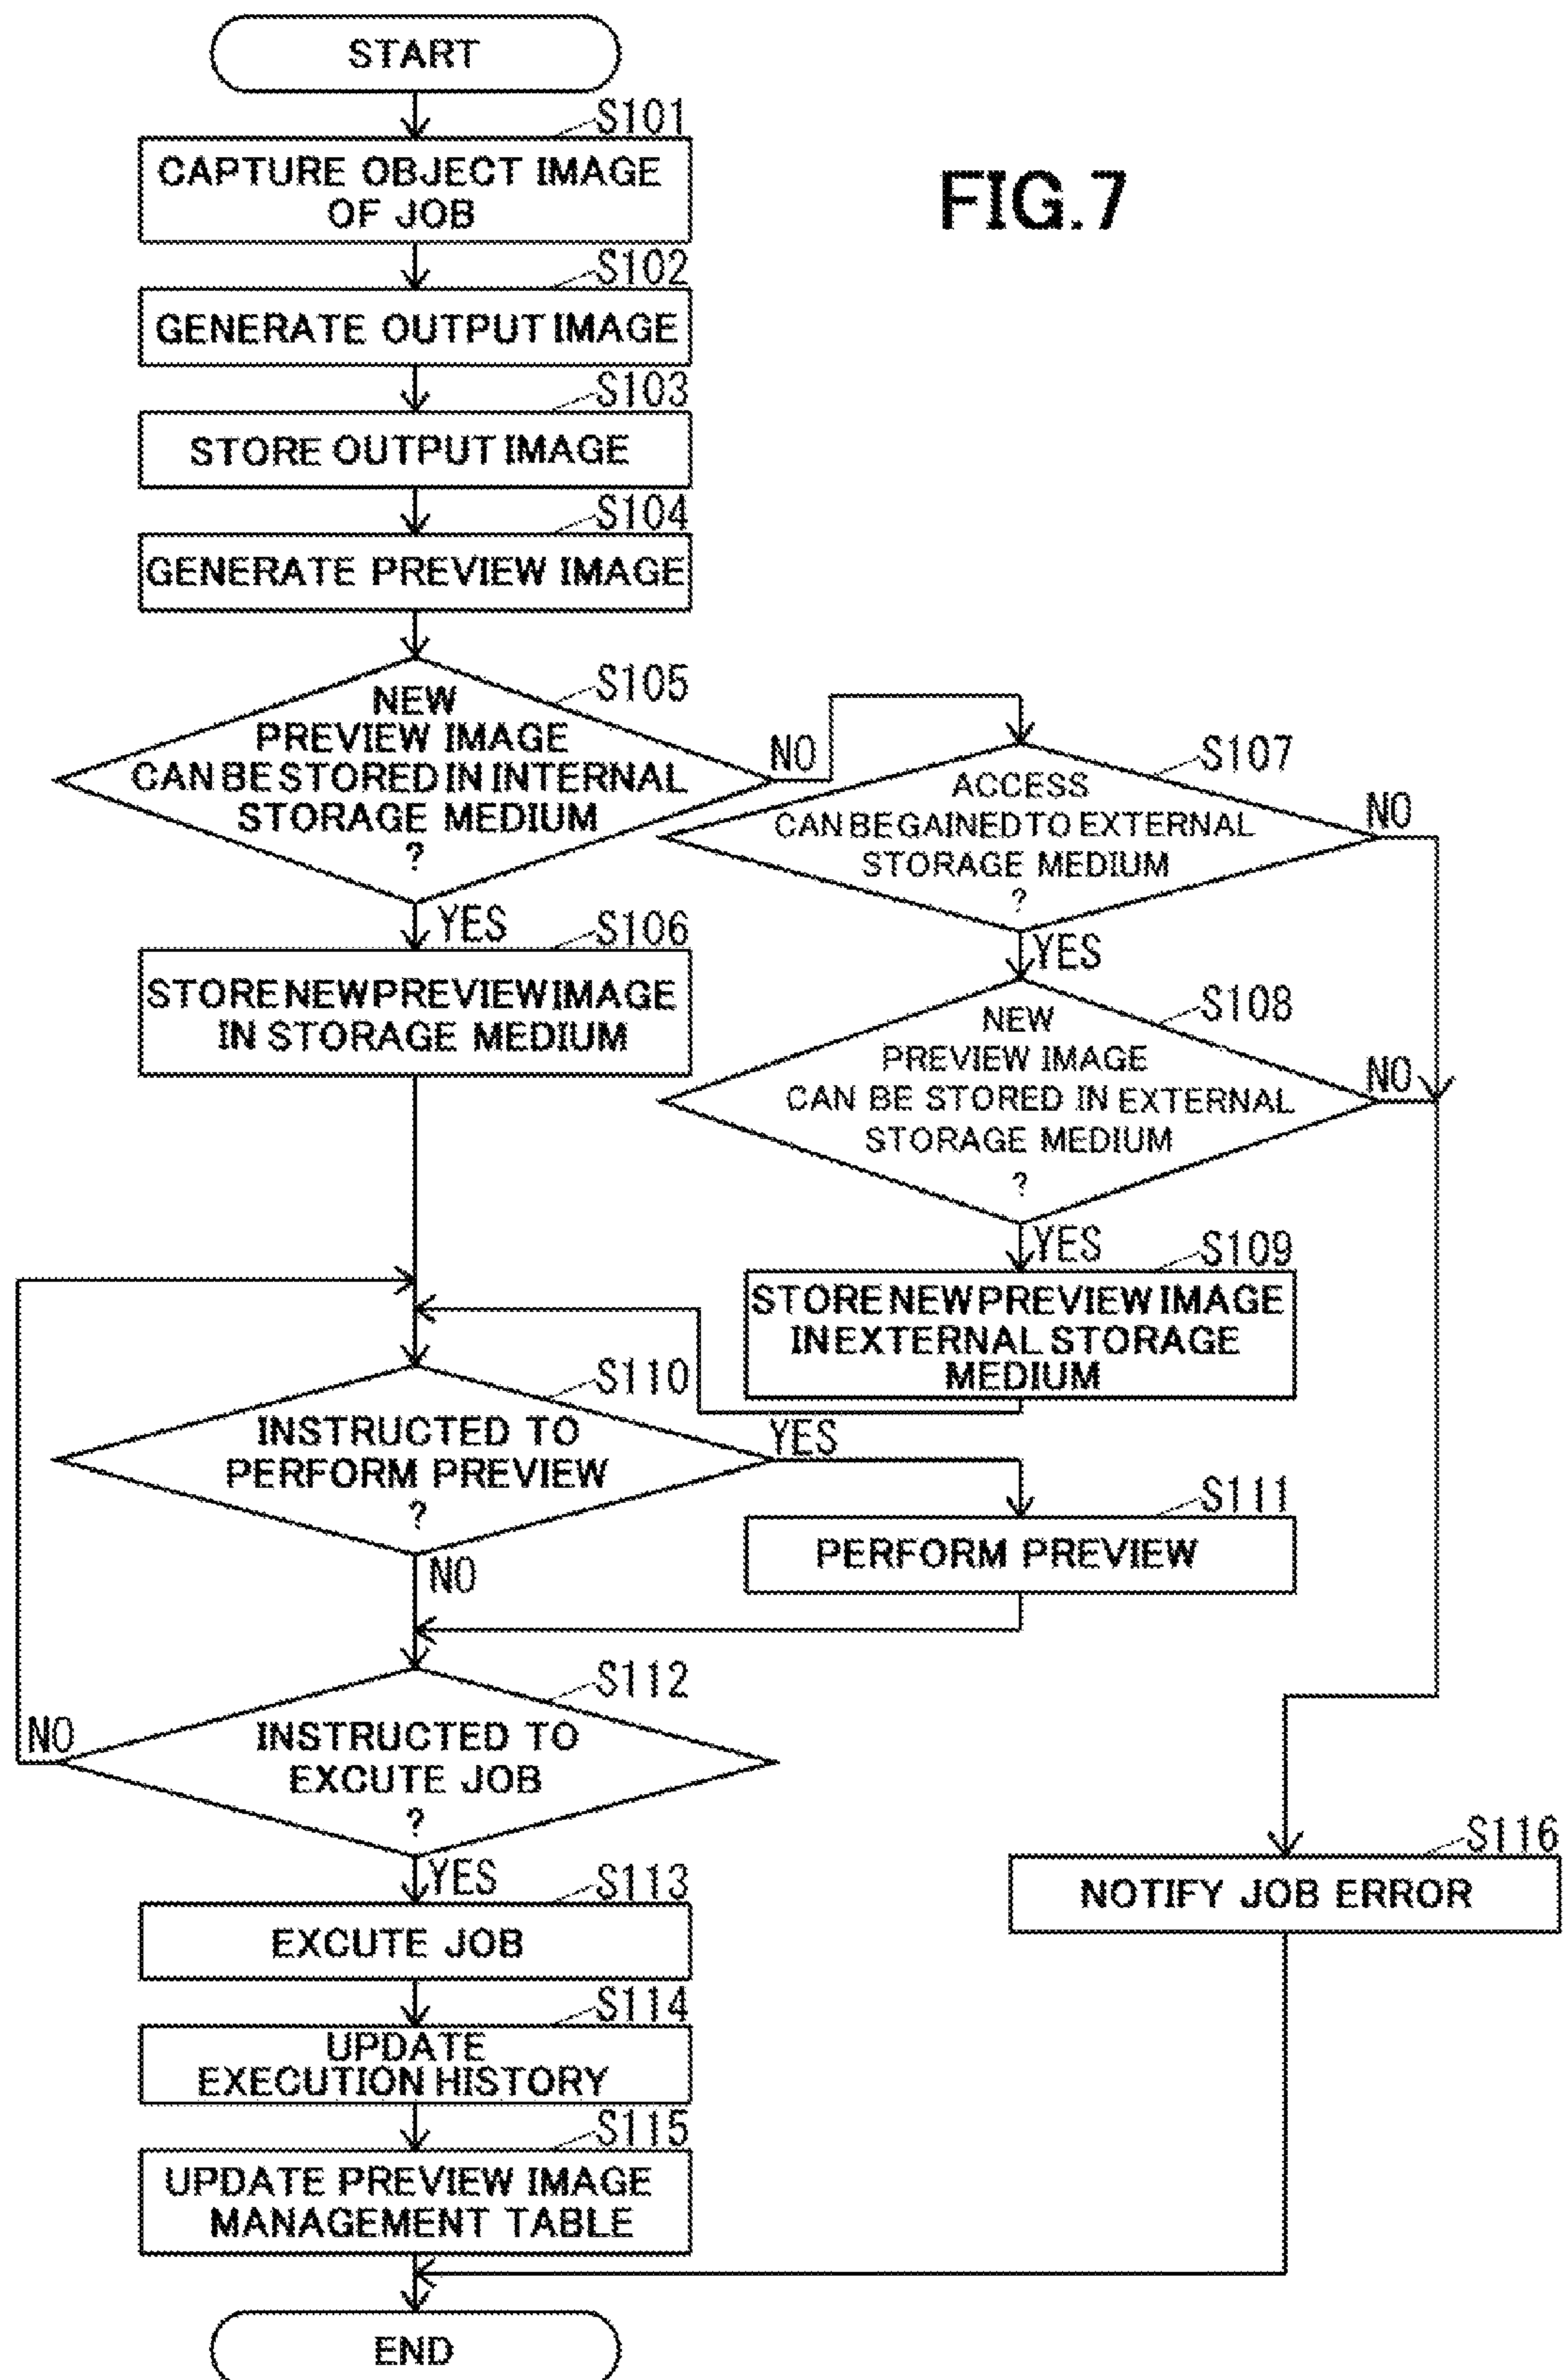 START
S101
CAPTURE OBJECT IMAGE
OF JOB
FIG.7
S102
GENERATE OUTPUT IMAGE
S103
STORE OUTPUT IMAGE
S104
GENERATE PREVIEW IMAGE
S105
NEW
PREVIEW IMAGE
CAN BE STORED IN INTERNAL
STORAGE MEDIUM
?
NO
YES
S106
STORE NEW PREVIEW IMAGE
IN STORAGE MEDIUM
S107
ACCESS
CAN BE GAINED TO EXTERNAL
STORAGE MEDIUM
?
NO
YES
S108
NEW
PREVIEW IMAGE
CAN BE STORED IN EXTERNAL
STORAGE MEDIUM
?
NO
YES
S109
STORE NEW PREVIEW IMAGE
IN EXTERNAL STORAGE
MEDIUM
S110
INSTRUCTED TO
PERFORM PREVIEW
?
YES
NO
S111
PERFORM PREVIEW
S112
INSTRUCTED TO
EXCUTE JOB
?
NO
YES
S113
EXCUTE JOB
S114
UPDATE
EXECUTION HISTORY
S115
UPDATE PREVIEW IMAGE
MANAGEMENT TABLE
S116
NOTIFY JOB ERROR
END